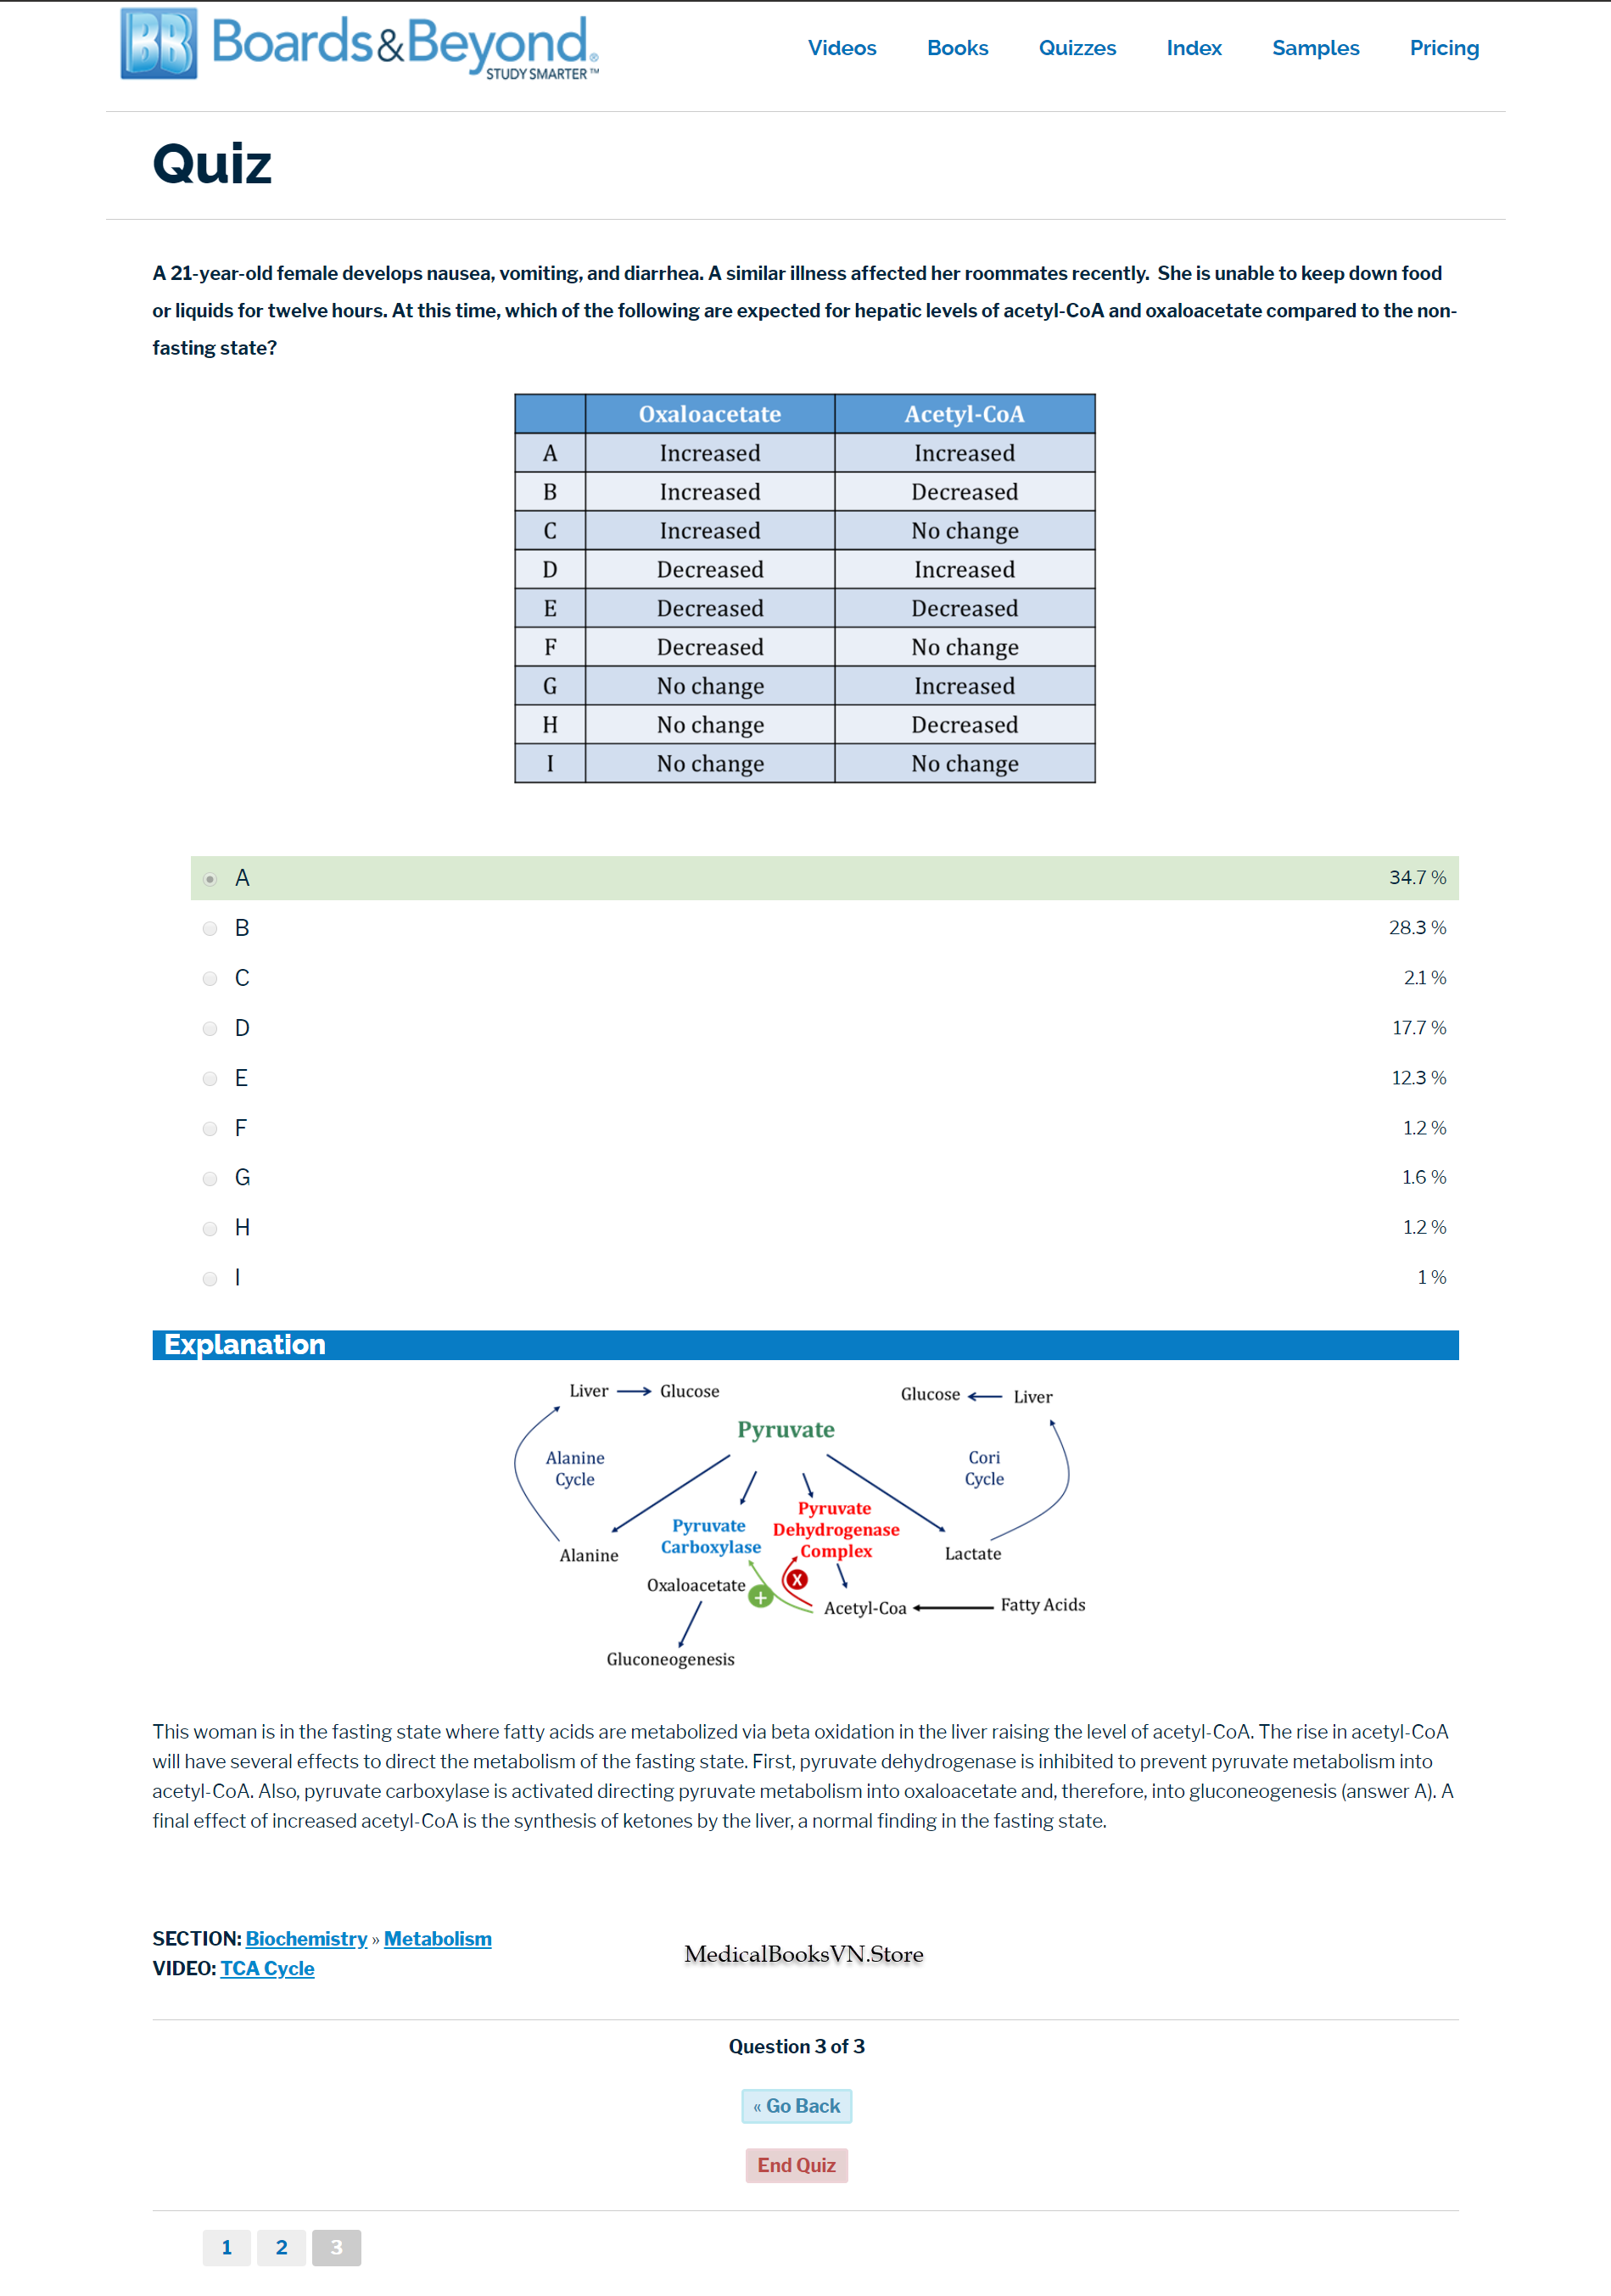 BB Boards&Beyond®
STUDY SMARTER™
Videos Books Quizzes Index Samples Pricing
Quiz
A 21-year-old female develops nausea, vomiting, and diarrhea. A similar illness affected her roommates recently.  She is unable to keep down food
or liquids for twelve hours. At this time, which of the following are expected for hepatic levels of acetyl-CoA and oxaloacetate compared to the non-
fasting state?
Oxaloacetate Acetyl-CoA
A Increased Increased
B Increased Decreased
C Increased No change
D Decreased Increased
E Decreased Decreased
F Decreased No change
G No change Increased
H No change Decreased
I No change No change
A 34.7 %
B 28.3 %
C 2.1 %
D 17.7 %
E 12.3 %
F 1.2 %
G 1.6 %
H 1.2 %
I 1 %
Explanation
Liver Glucose Glucose Liver
Pyruvate
Alanine
Cycle
Cori
Cycle
Pyruvate
Carboxylase
Pyruvate
Dehydrogenase
Complex
Alanine
Lactate
Oxaloacetate
+
X
Acetyl-Coa Fatty Acids
Gluconeogenesis
This woman is in the fasting state where fatty acids are metabolized via beta oxidation in the liver raising the level of acetyl-CoA. The rise in acetyl-CoA
will have several effects to direct the metabolism of the fasting state. First, pyruvate dehydrogenase is inhibited to prevent pyruvate metabolism into
acetyl-CoA. Also, pyruvate carboxylase is activated directing pyruvate metabolism into oxaloacetate and, therefore, into gluconeogenesis (answer A). A
final effect of increased acetyl-CoA is the synthesis of ketones by the liver, a normal finding in the fasting state.
SECTION: Biochemistry » Metabolism
VIDEO: TCA Cycle
MedicalBooksVN.Store
Question 3 of 3
« Go Back
End Quiz
1 2 3